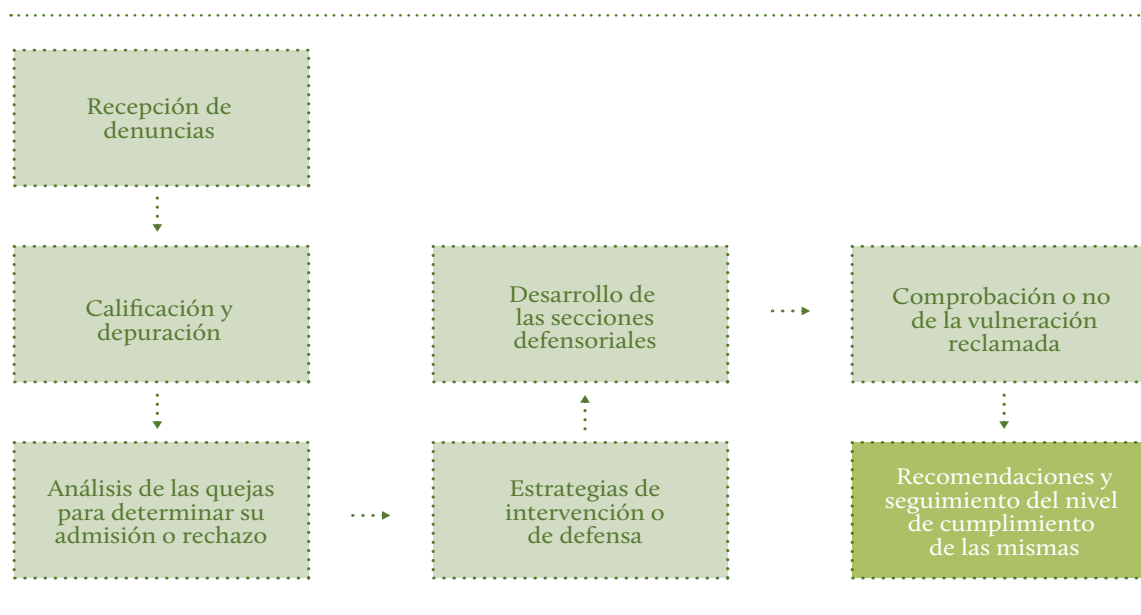 Recepción de
denuncias
Calificación y
depuración
Análisis de las quejas
para determinar su
admisión o rechazo
Estrategias de
intervención o
de defensa
Desarrollo de
las secciones
defensoriales
Comprobación o no
de la vulneración
reclamada
Recomendaciones y
seguimiento del nivel
de cumplimiento
de las mismas